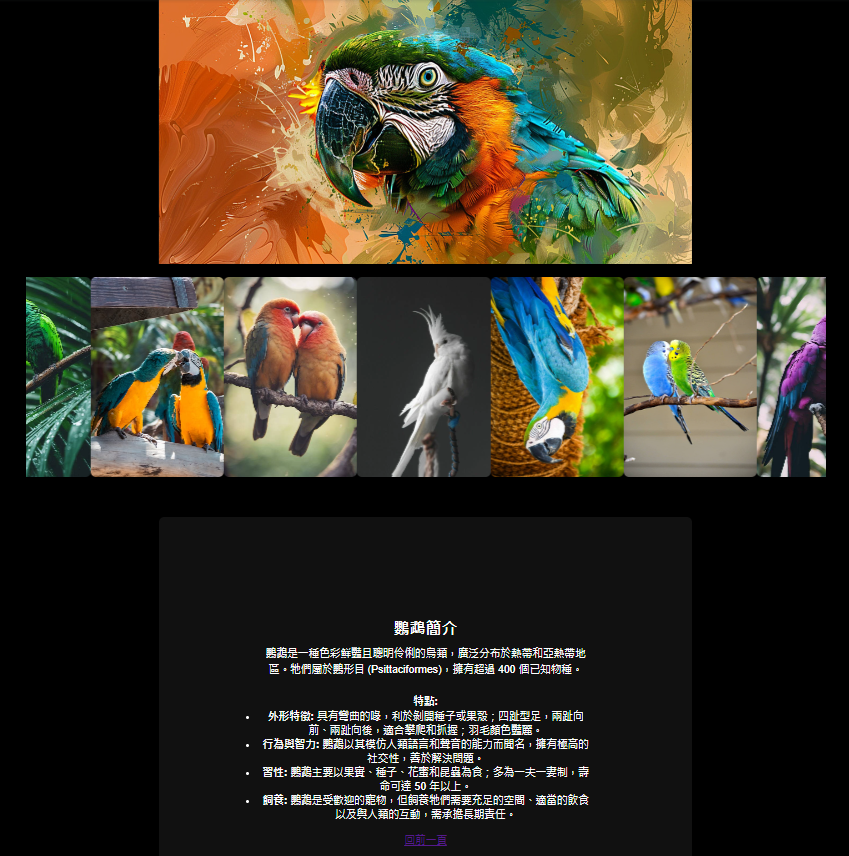 鸚鵡簡介
鸚鵡是一種色彩鮮豔且聰明伶俐的鳥類，廣泛分布於熱帶和亞熱帶地
區。牠們屬於鸚形目 (Psittaciformes)，擁有超過 400 個已知物種。
特點:
外形特徵: 具有彎曲的喙，利於剝開種子或果殼；四趾型足，兩趾向
前、兩趾向後，適合攀爬和抓握；羽毛顏色豔麗。
行為與智力: 鸚鵡以其模仿人類語言和聲音的能力而聞名，擁有極高的
社交性，善於解決問題。
習性: 鸚鵡主要以果實、種子、花蜜和昆蟲為食；多為一夫一妻制，壽
命可達 50 年以上。
飼養: 鸚鵡是受歡迎的寵物，但飼養牠們需要充足的空間、適當的飲食
以及與人類的互動，需承擔長期責任。
回前一頁